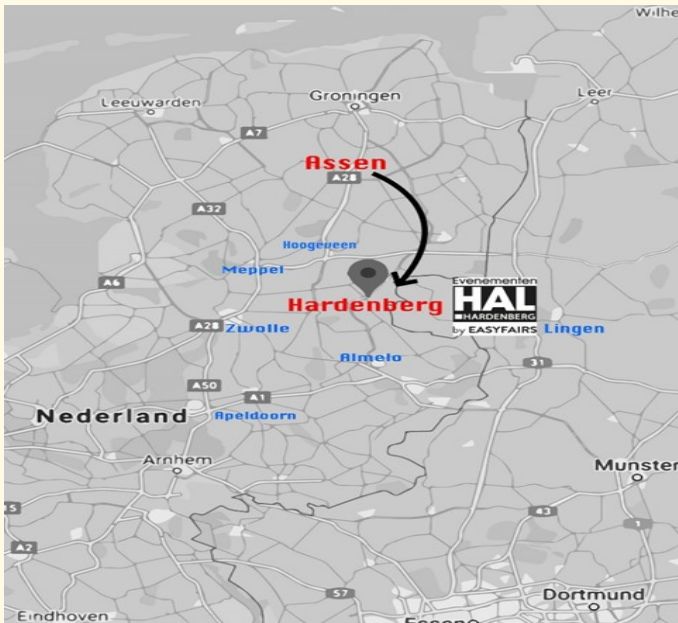 Wilhe
Leeuwarden
Groningen
Leer
A7
Assen
A28
A32
Hoogeveen
Meppel
A6
Evenementen
HAL
HARDENBERG
by EASYFAIRS
Hardenberg
A28
Zwolle
Lingen
Almelo
31
A50
A1
Nederland
Apeldoorn
Arnhem
Munster
15
43
1
A2
57
Dortmund
Eindhoven